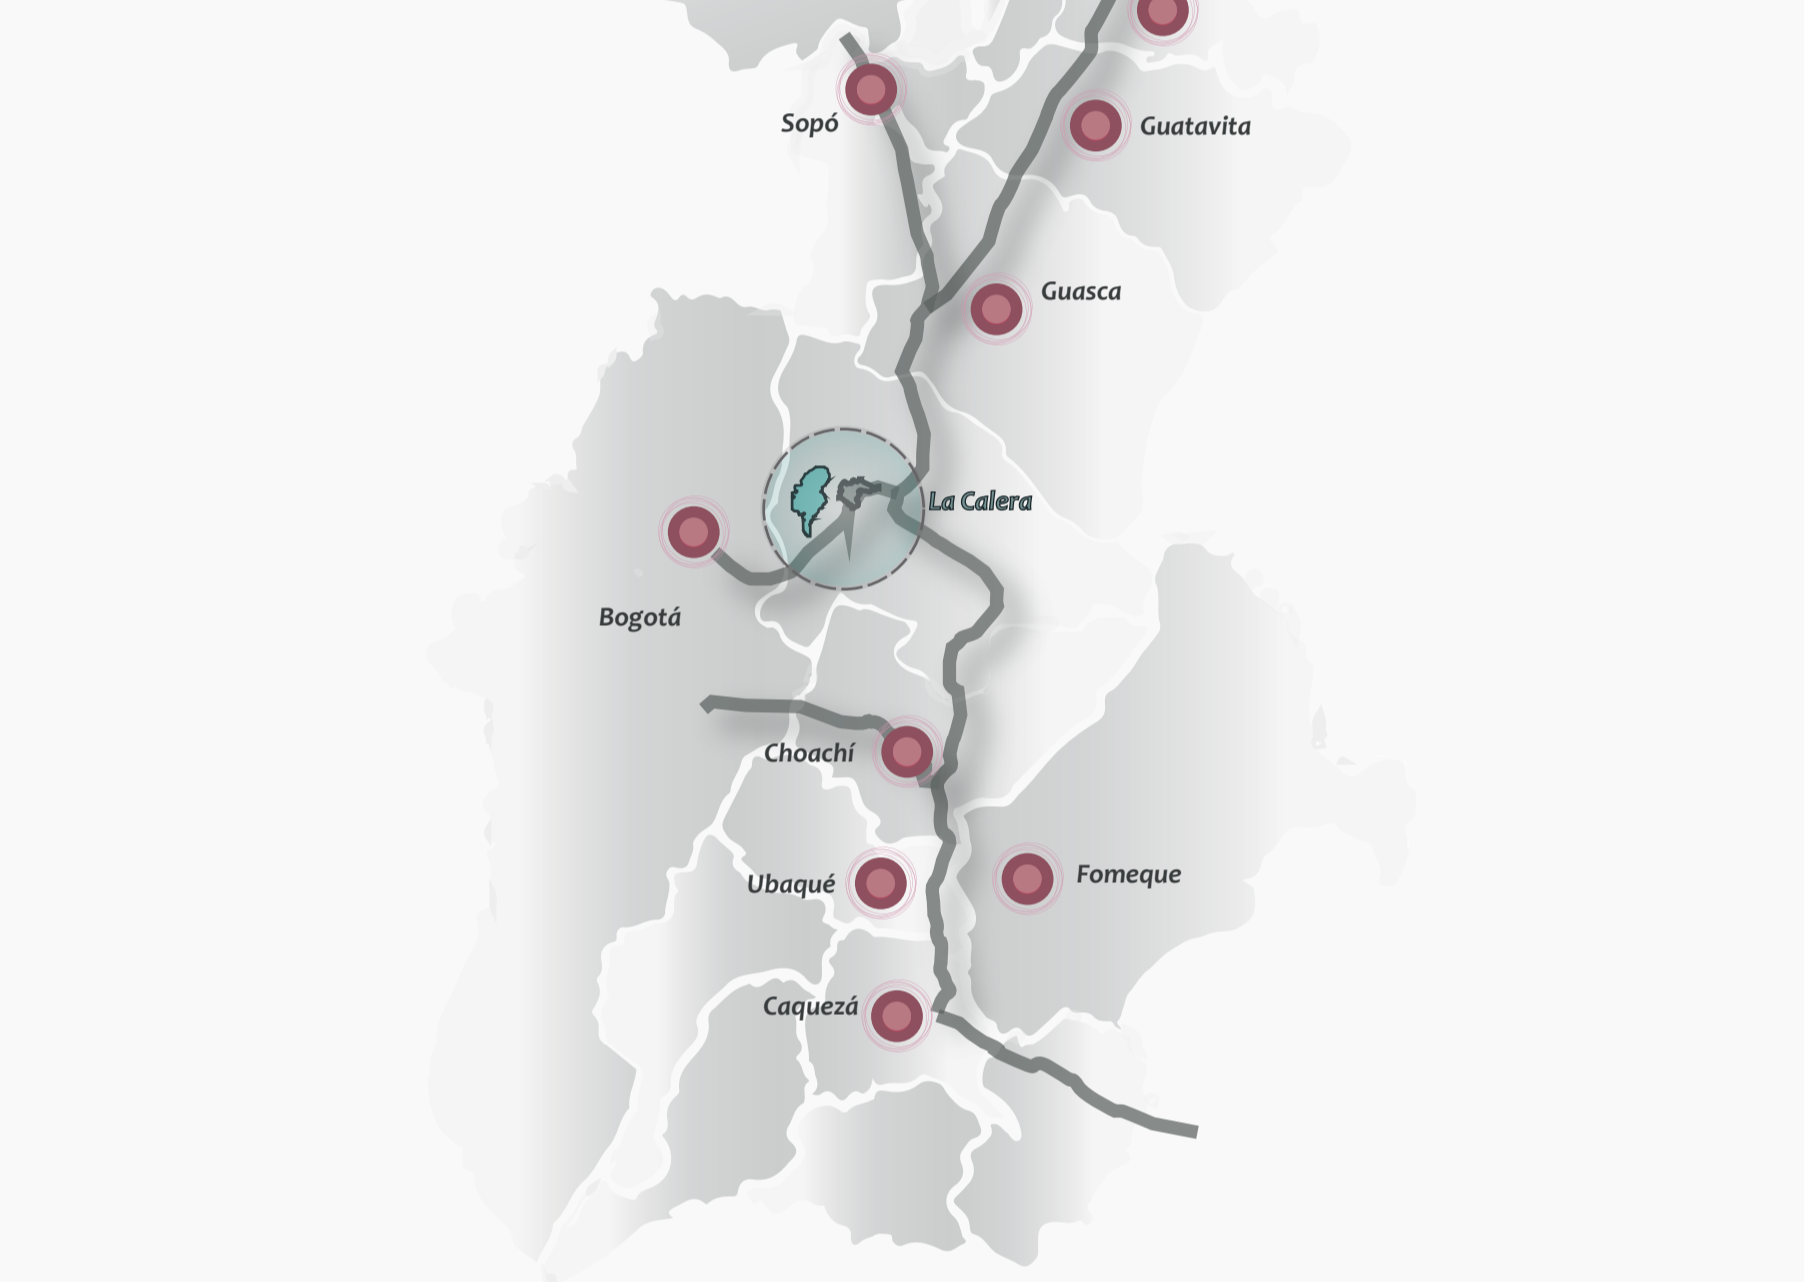 Sopó
Guatavita
Guasca
La Calera
Bogotá
Choachí
Ubaqué
Fomeque
Caquezá